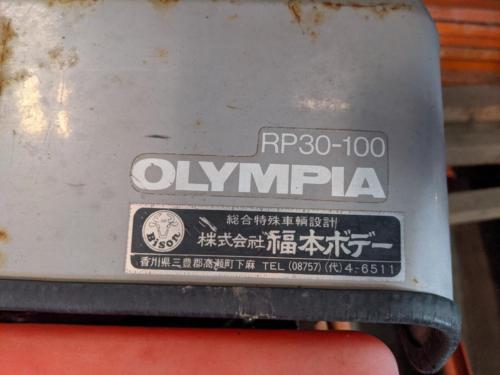 RP30-100
OLYMPIA
Bison
総合特殊車輌設計
株式会社 福本ボデー
香川県三豊郡高瀬町下麻 TEL (08757) (代) 4-6511